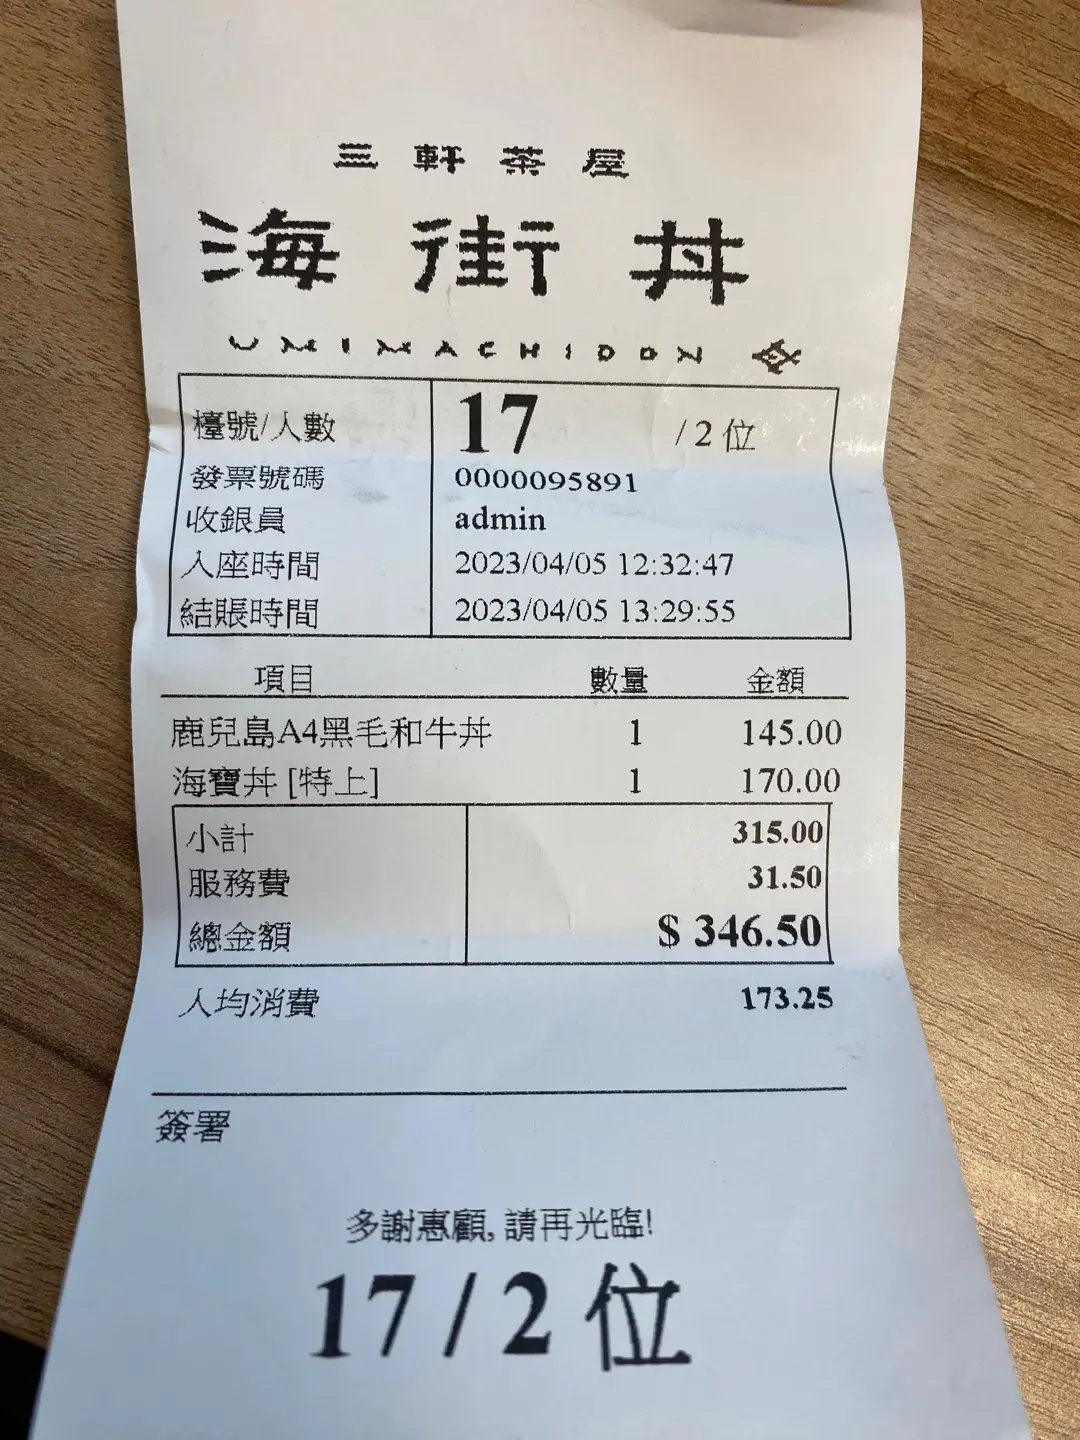 三軒茶屋
海街丼
UMIMACHIDON
檯號/人數 17 /2位
發票號碼 0000095891
收銀員 admin
入座時間 2023/04/05 12:32:47
結賬時間 2023/04/05 13:29:55
項目 數量 金額
鹿兒島A4黑毛和牛丼 1 145.00
海寶丼 [特上] 1 170.00
小計 315.00
服務費 31.50
總金額 $ 346.50
人均消費 173.25
簽署
多謝惠顧, 請再光臨!
17 / 2 位